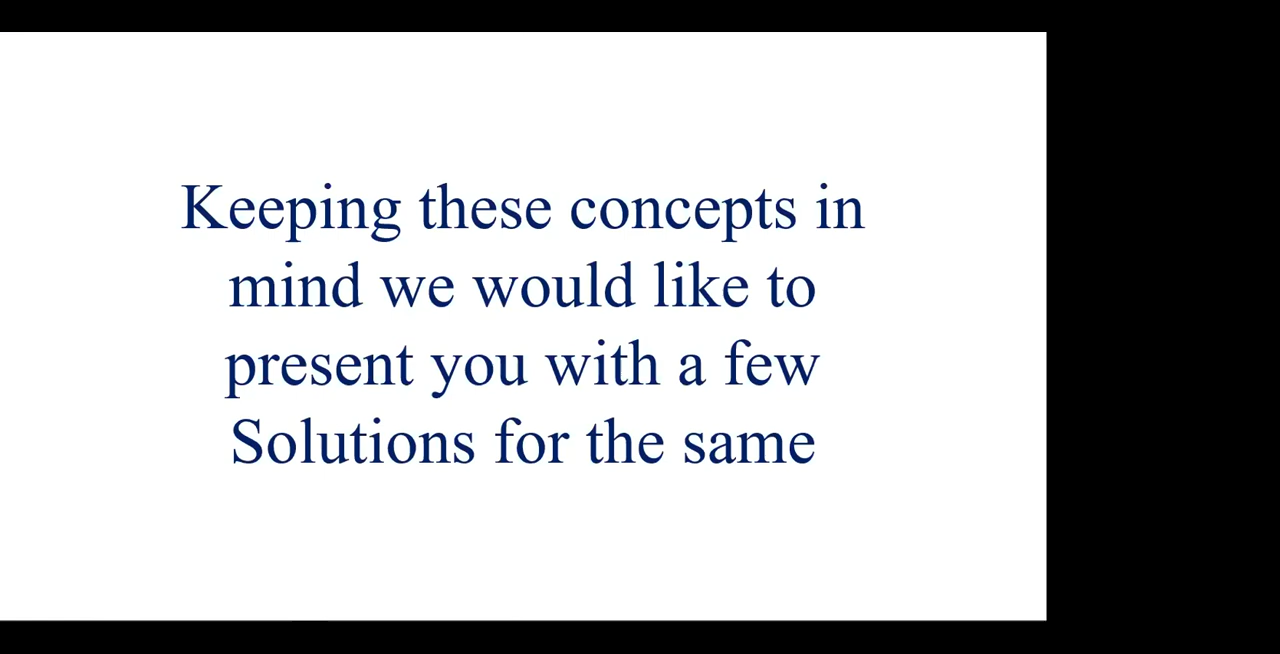 Keeping these concepts in
mind we would like to
present you with a few
Solutions for the same